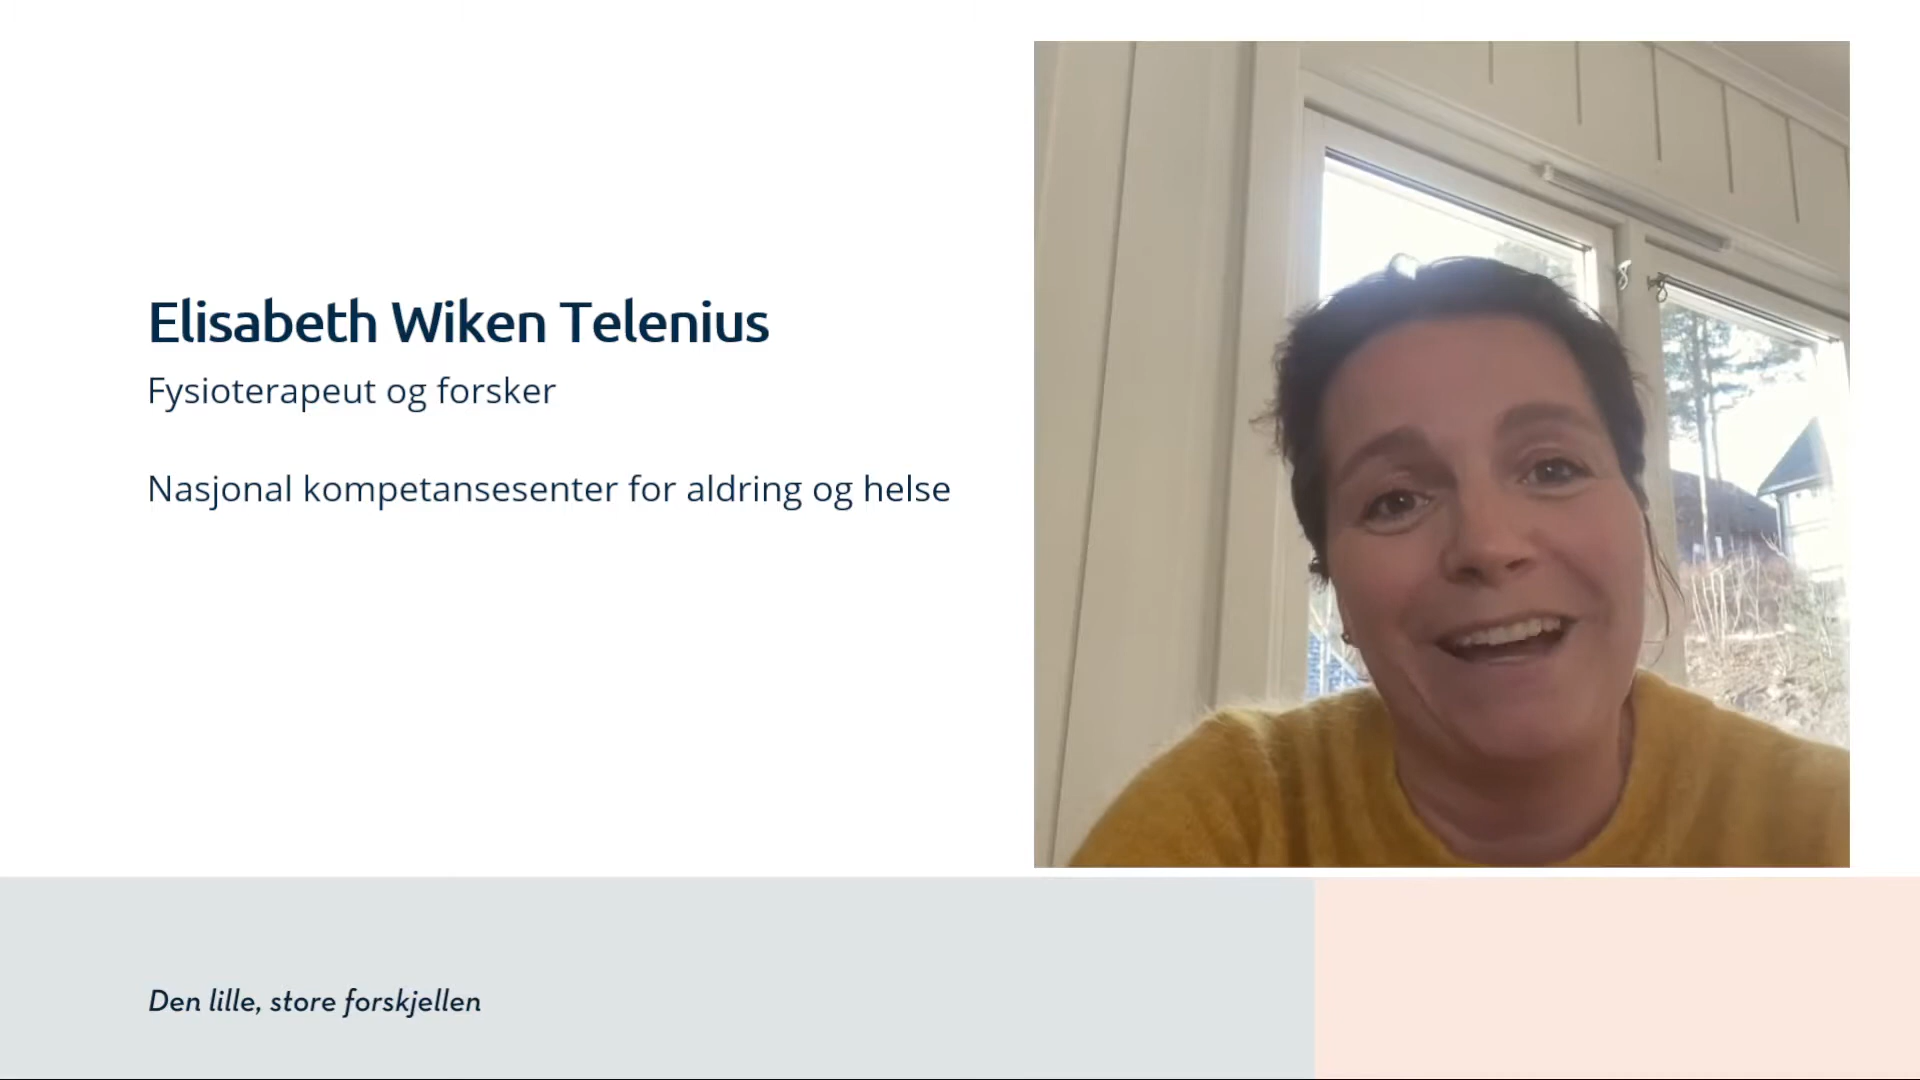 Elisabeth Wiken Telenius
Fysioterapeut og forsker
Nasjonal kompetansesenter for aldring og helse
Den lille, store forskjellen